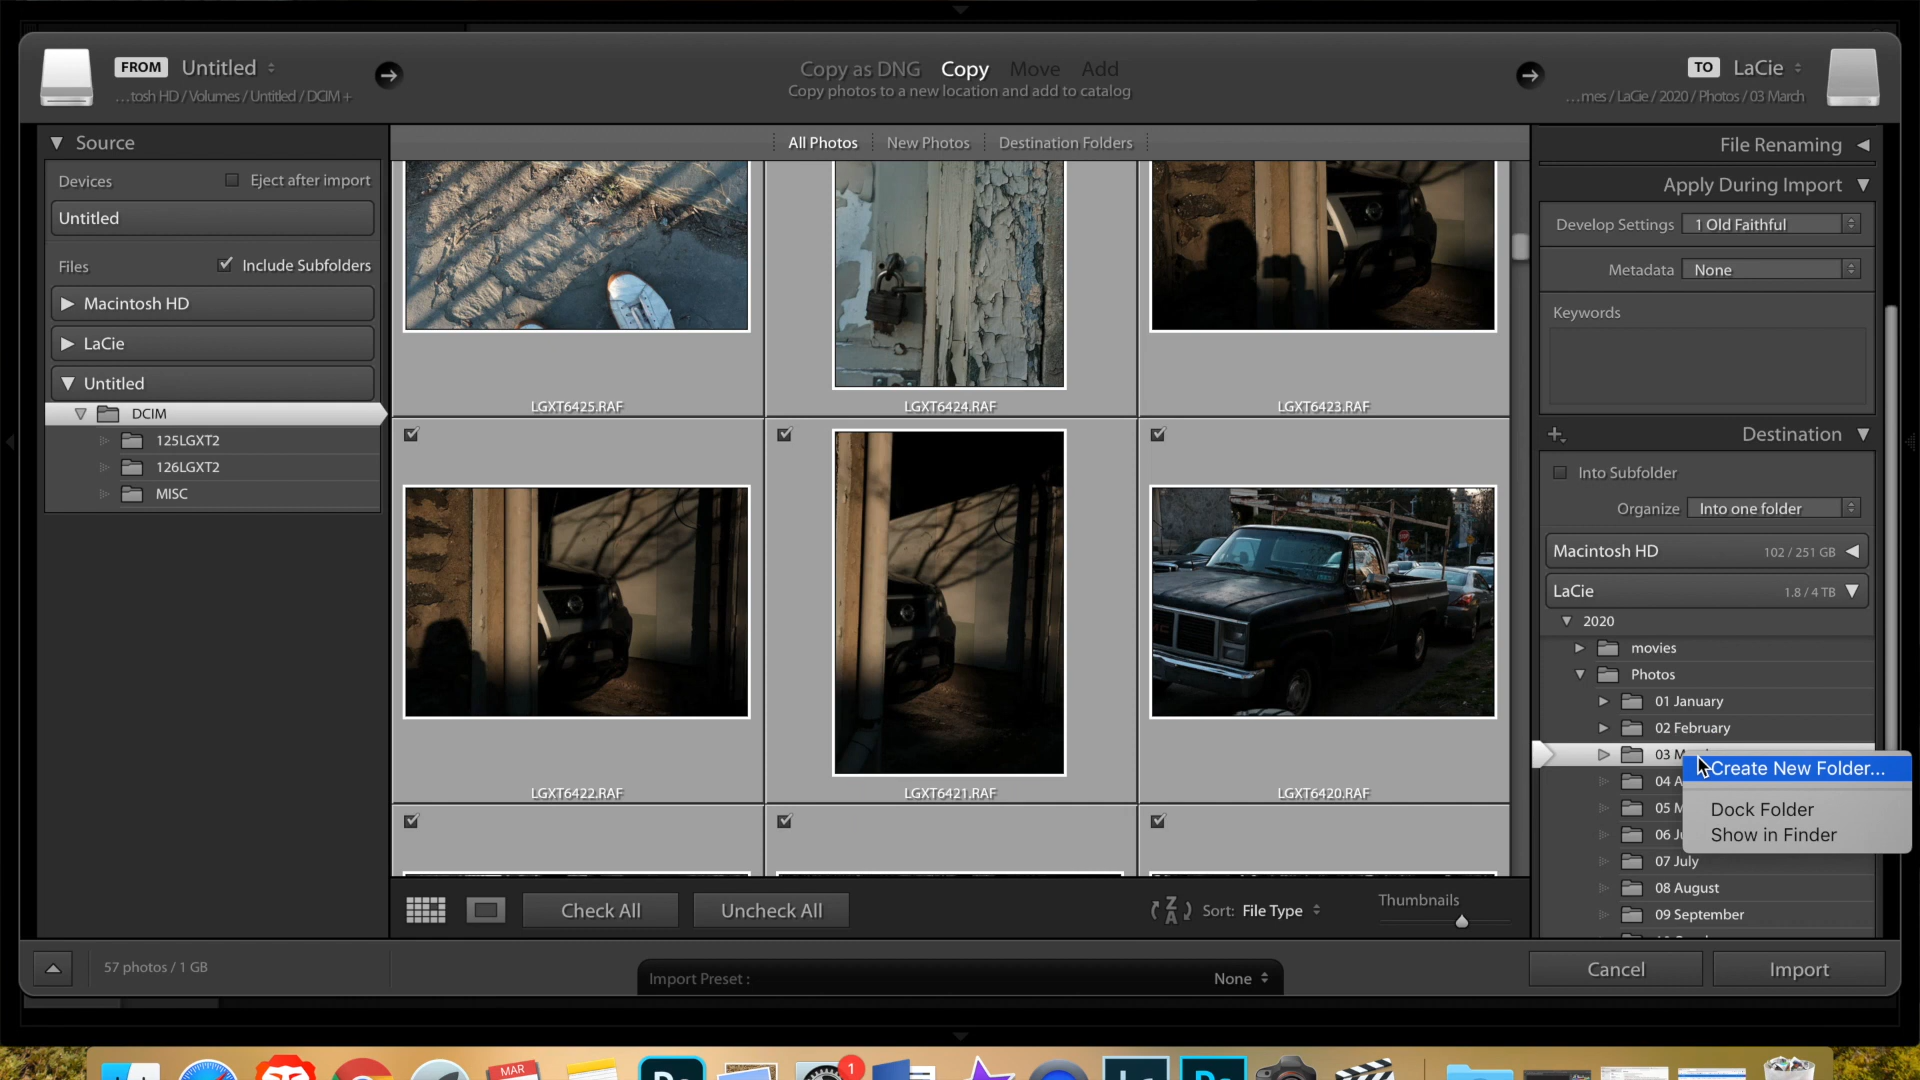 FROM Untitled
…tosh HD / Volumes / Untitled / DCIM +
Copy as DNG Copy Move Add
Copy photos to a new location and add to catalog
TO LaCie
…mes / LaCie / 2020 / Photos / 03 March
Source
Devices
Eject after import
Untitled
Files
Include Subfolders
Macintosh HD
LaCie
Untitled
DCIM
125LGXT2
126LGXT2
MISC
All Photos
New Photos
Destination Folders
LGXT6425.RAF
LGXT6424.RAF
LGXT6423.RAF
LGXT6422.RAF
LGXT6421.RAF
LGXT6420.RAF
Check All
Uncheck All
Sort: File Type
Thumbnails
File Renaming
Apply During Import
Develop Settings 1 Old Faithful
Metadata None
Keywords
Destination
Into Subfolder
Organize Into one folder
Macintosh HD 102 / 251 GB
LaCie 1.8 / 4 TB
2020
movies
Photos
01 January
02 February
03
Create New Folder...
04
Dock Folder
05
Show in Finder
06
07 July
08 August
09 September
57 photos / 1 GB
Import Preset : None
Cancel
Import
MAR
1